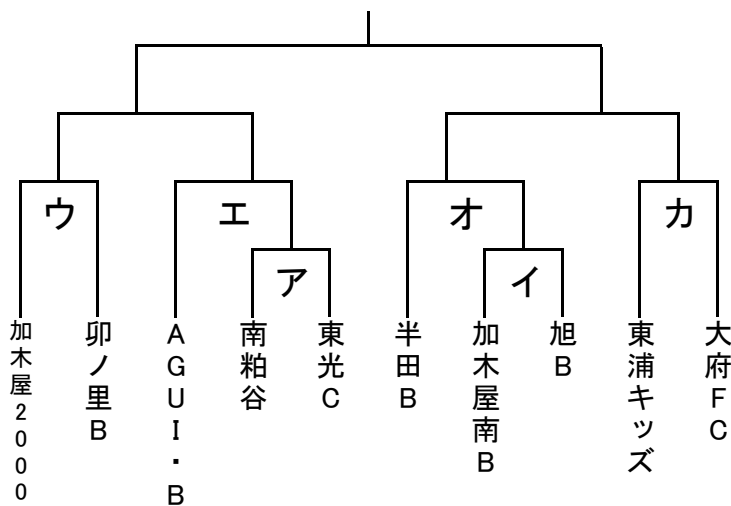 ウ
エ
オ
カ
ア
イ
加木屋2000
卯ノ里B
AGUI・B
南粕谷
東光C
半田B
加木屋南B
旭B
東浦キッズ
大府FC